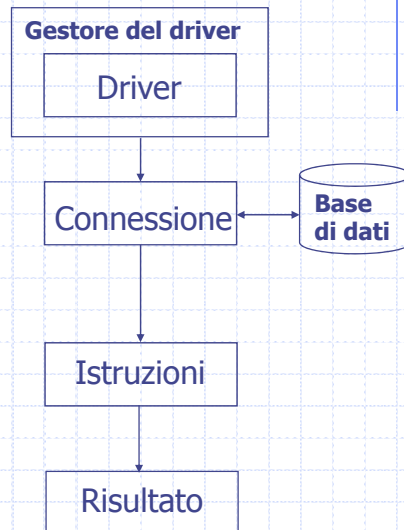 Gestore del driver
Driver
Connessione
Base
di dati
Istruzioni
Risultato